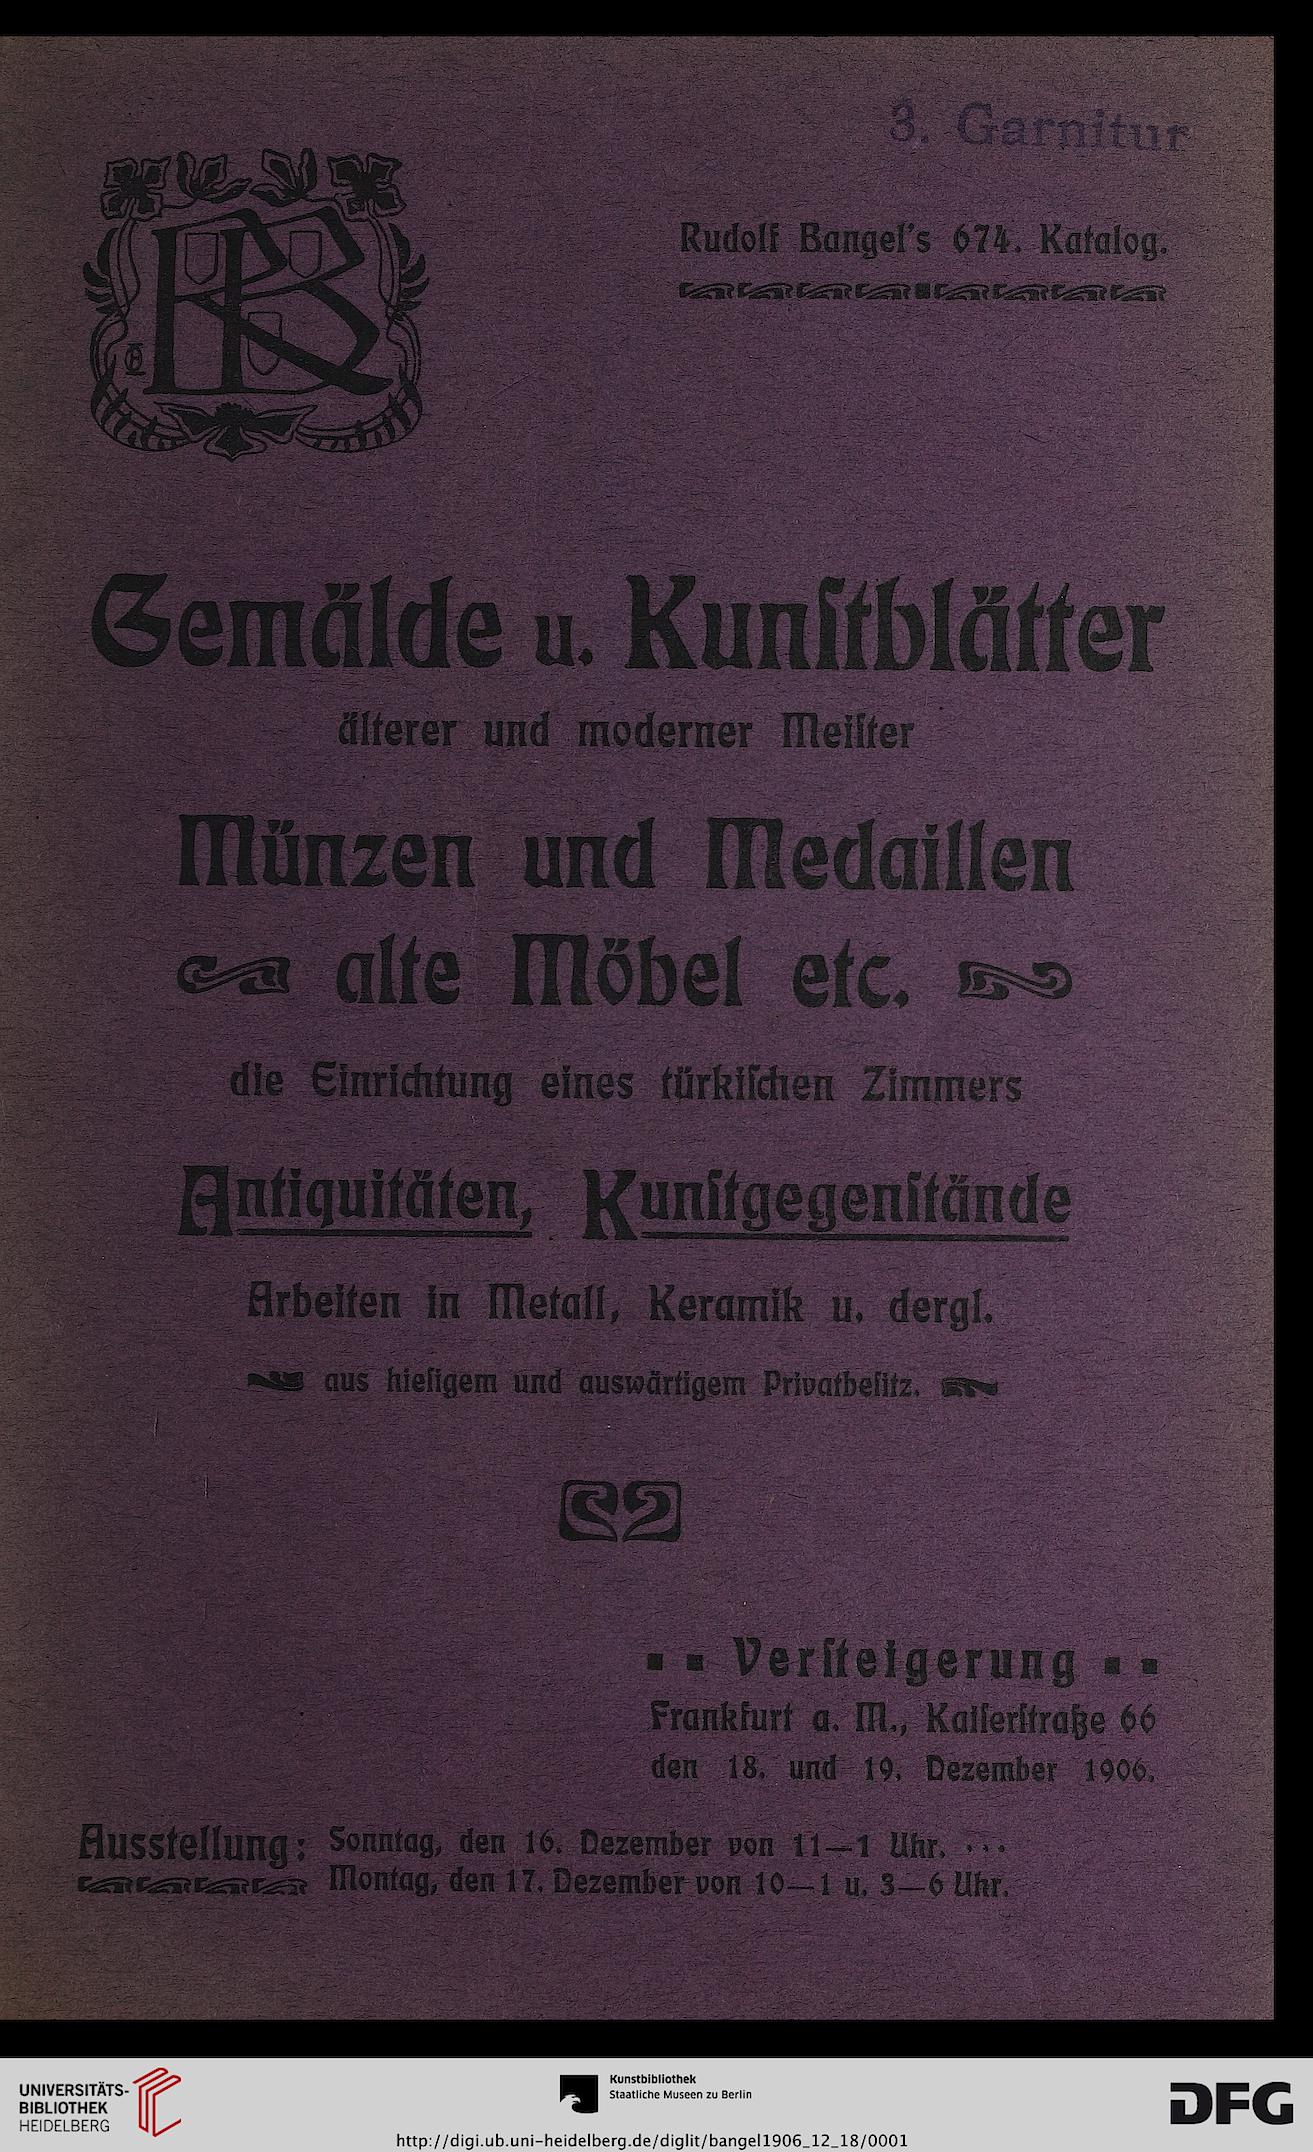 3. Garnitur
RB
Rudolf Bangel's 674. Katalog.
Gemälde u. Kunſtblätter
älterer und moderner Meiſter
Münzen und Medaillen
alte Möbel etc.
die Einrichtung eines türkiſchen Zimmers
Antiquitäten, Kunſtgegenſtände
Arbeiten in Metall, Keramik u. dergl.
aus hieſigem und auswärtigem Privatbeſitz.
Verſteigerung
Frankfurt a. M., Kaiſerſtraße 66
den 18. und 19. Dezember 1906.
Ausstellung: Sonntag, den 16. Dezember von 11—1 Uhr. · · ·
Montag, den 17. Dezember von 10—1 u. 3—6 Uhr.
UNIVERSITÄTS-
BIBLIOTHEK
HEIDELBERG
Kunstbibliothek
Staatliche Museen zu Berlin
DFG
http://digi.ub.uni-heidelberg.de/diglit/bangel1906_12_18/0001